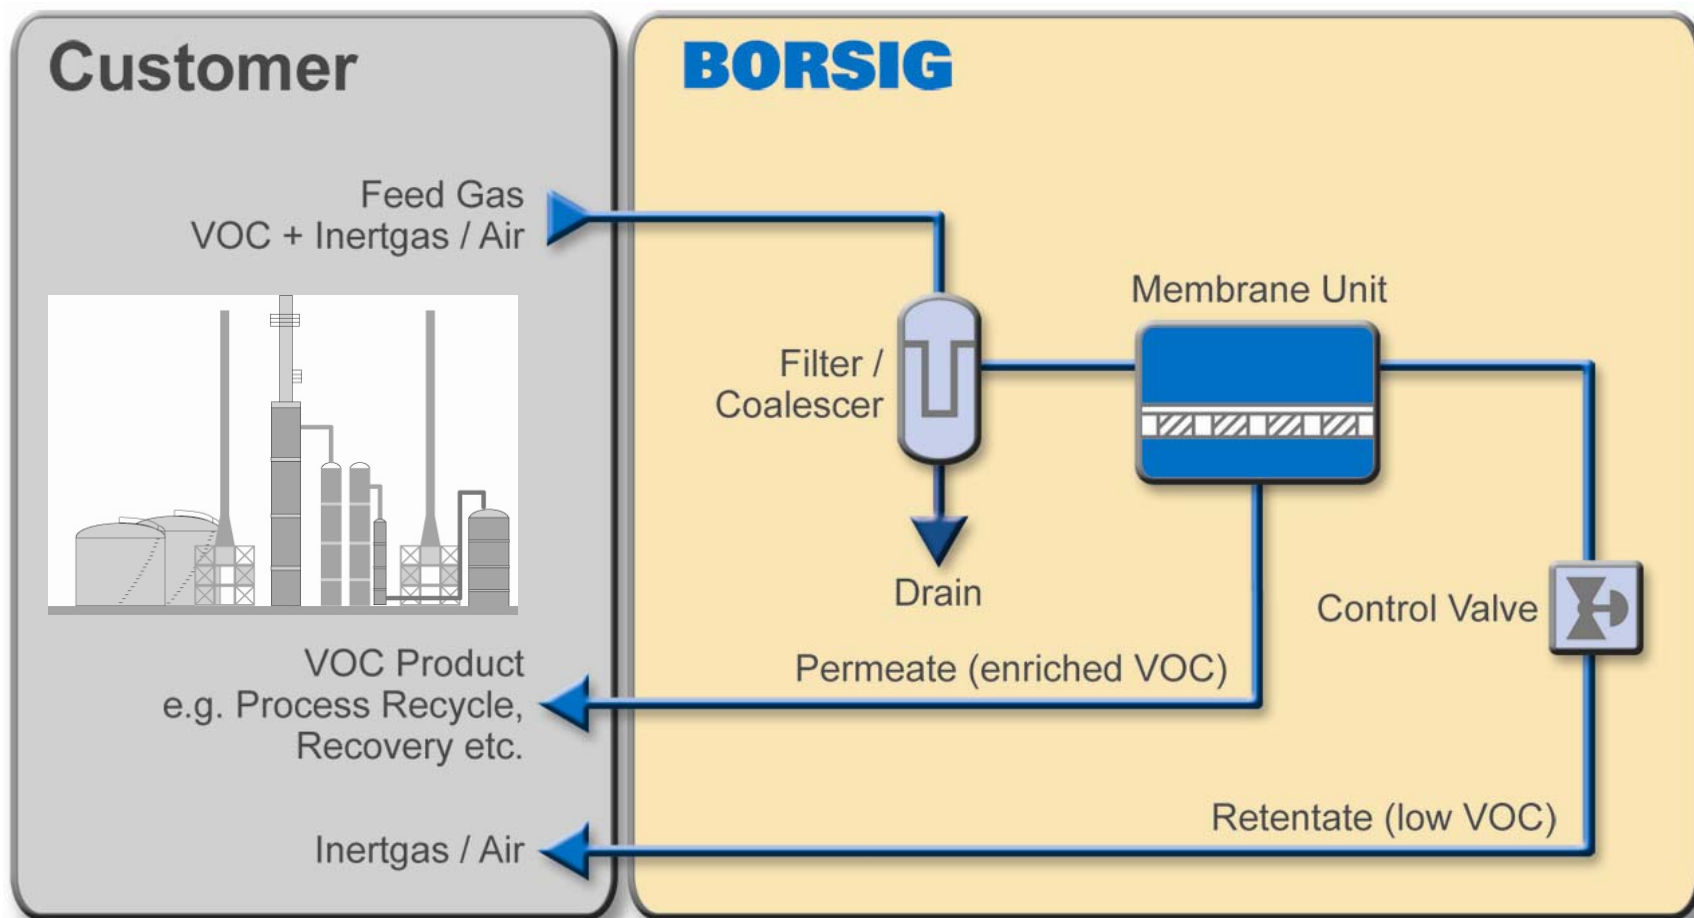 Customer
BORSIG
Feed Gas
VOC + Inertgas / Air
Membrane Unit
Filter /
Coalescer
Drain
Control Valve
VOC Product
e.g. Process Recycle,
Recovery etc.
Permeate (enriched VOC)
Retentate (low VOC)
Inertgas / Air